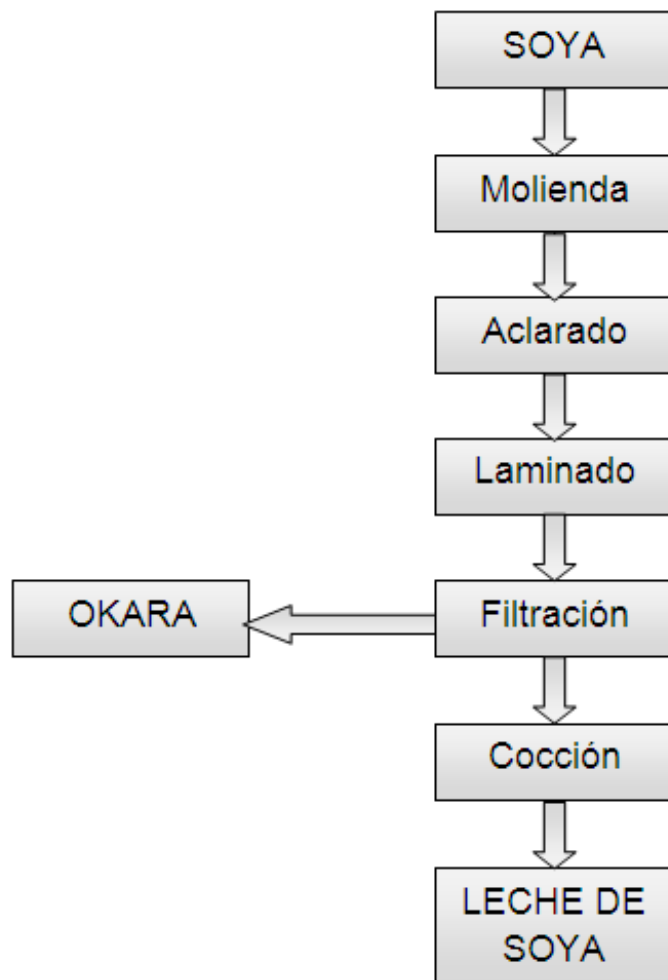 SOYA
Molienda
Aclarado
Laminado
OKARA
Filtración
Cocción
LECHE DE
SOYA